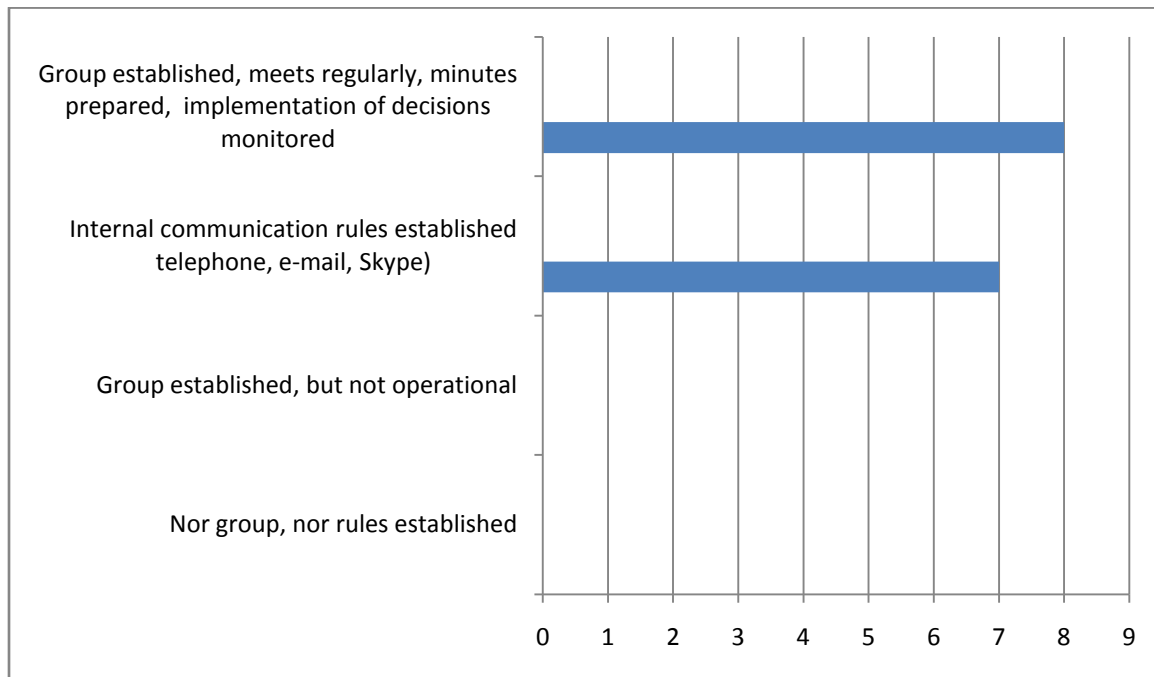 Group established, meets regularly, minutes
prepared,  implementation of decisions
monitored
Internal communication rules established
telephone, e-mail, Skype)
Group established, but not operational
Nor group, nor rules established
0 1 2 3 4 5 6 7 8 9